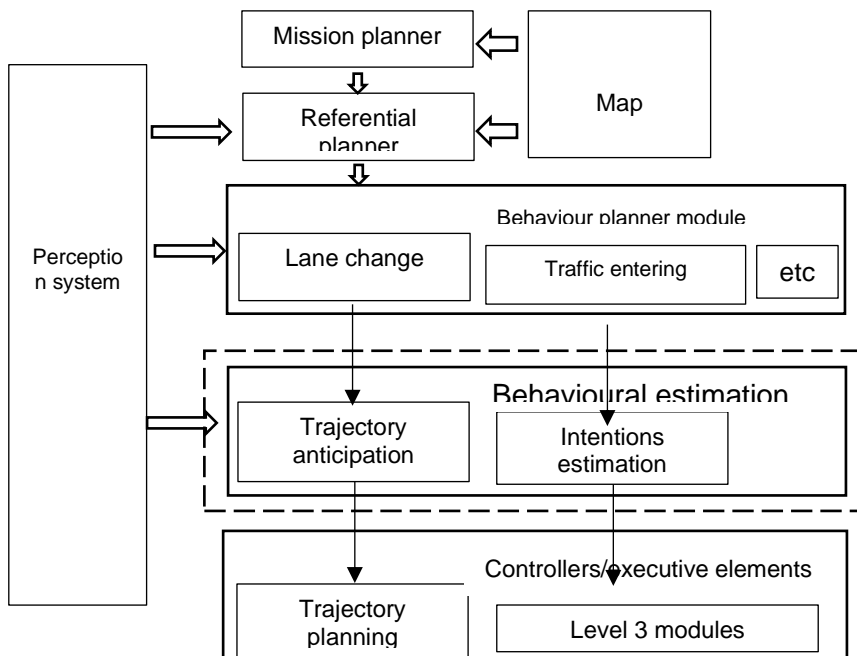 Mission planner
Map
Referential
planner
Perceptio
n system
Behaviour planner module
Lane change
Traffic entering
etc
Behavioural estimation
Trajectory
anticipation
Intentions
estimation
Controllers/executive elements
Trajectory
planning
Level 3 modules